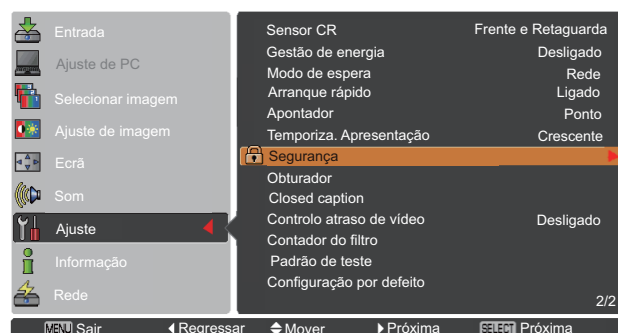 Entrada
Ajuste de PC
Selecionar imagem
Ajuste de imagem
Ecrã
Som
Ajuste
Informação
Rede
Sensor CR Frente e Retaguarda
Gestão de energia Desligado
Modo de espera Rede
Arranque rápido Ligado
Apontador Ponto
Temporiza. Apresentação Crescente
Segurança
Obturador
Closed caption
Controlo atraso de vídeo Desligado
Contador do filtro
Padrão de teste
Configuração por defeito
2/2
MENU Sair Regressar Mover Próxima SELECT Próxima